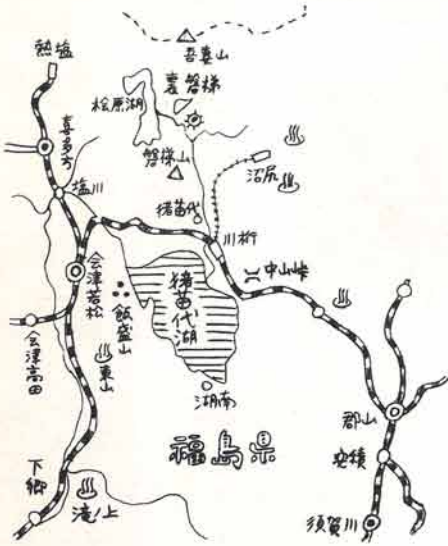 吾妻山
熱塩
裏磐梯
桧原湖
喜多方
磐梯山
沼尻
塩川
猪苗代
川桁
会津若松
飯盛山
猪苗代湖
中山峠
会津高田
東山
湖南
郡山
福島県
安積
下郷
滝ノ上
須賀川